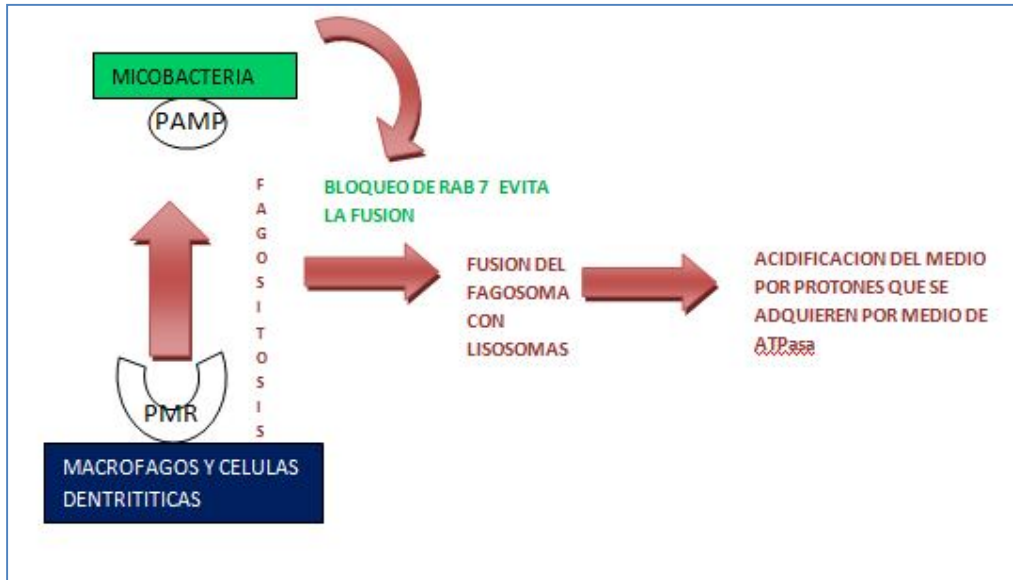 MICOBACTERIA
PAMP
F
A
G
O
S
I
T
O
S
I
S
BLOQUEO DE RAB 7 EVITA
LA FUSION
FUSION DEL
FAGOSOMA
CON
LISOSOMAS
ACIDIFICACION DEL MEDIO
POR PROTONES QUE SE
ADQUIEREN POR MEDIO DE
ATPasa
PMR
MACROFAGOS Y CELULAS
DENTRITITICAS